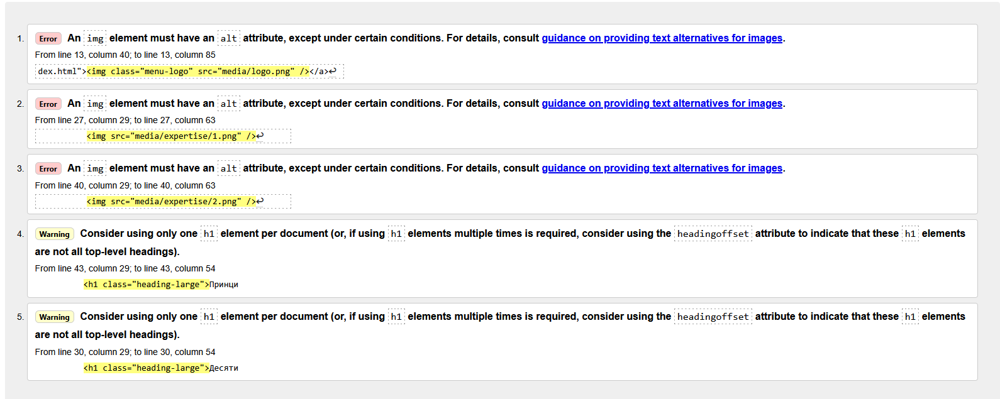 1. Error An img element must have an alt attribute, except under certain conditions. For details, consult guidance on providing text alternatives for images.
From line 13, column 40; to line 13, column 85
dex.html"><img class="menu-logo" src="media/logo.png" /></a>↩
2. Error An img element must have an alt attribute, except under certain conditions. For details, consult guidance on providing text alternatives for images.
From line 27, column 29; to line 27, column 63
<img src="media/expertise/1.png" />↩
3. Error An img element must have an alt attribute, except under certain conditions. For details, consult guidance on providing text alternatives for images.
From line 40, column 29; to line 40, column 63
<img src="media/expertise/2.png" />↩
4. Warning Consider using only one h1 element per document (or, if using h1 elements multiple times is required, consider using the headingoffset attribute to indicate that these h1 elements
are not all top-level headings).
From line 43, column 29; to line 43, column 54
<h1 class="heading-large">Принци
5. Warning Consider using only one h1 element per document (or, if using h1 elements multiple times is required, consider using the headingoffset attribute to indicate that these h1 elements
are not all top-level headings).
From line 30, column 29; to line 30, column 54
<h1 class="heading-large">Десяти